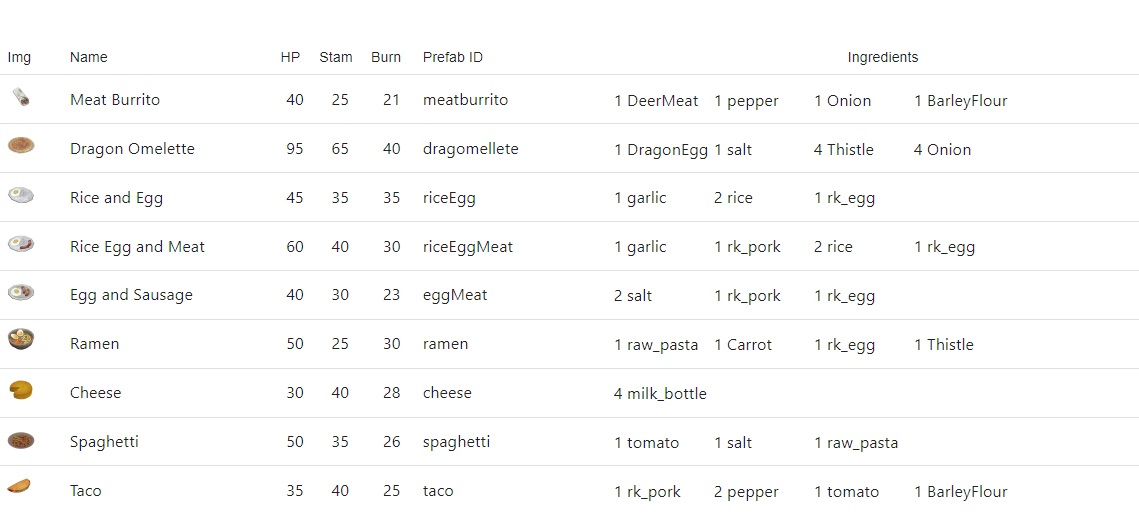 Img Name HP Stam Burn Prefab ID Ingredients
Meat Burrito 40 25 21 meatburrito 1 DeerMeat 1 pepper 1 Onion 1 BarleyFlour
Dragon Omelette 95 65 40 dragomellete 1 DragonEgg 1 salt 4 Thistle 4 Onion
Rice and Egg 45 35 35 riceEgg 1 garlic 2 rice 1 rk_egg
Rice Egg and Meat 60 40 30 riceEggMeat 1 garlic 1 rk_pork 2 rice 1 rk_egg
Egg and Sausage 40 30 23 eggMeat 2 salt 1 rk_pork 1 rk_egg
Ramen 50 25 30 ramen 1 raw_pasta 1 Carrot 1 rk_egg 1 Thistle
Cheese 30 40 28 cheese 4 milk_bottle
Spaghetti 50 35 26 spaghetti 1 tomato 1 salt 1 raw_pasta
Taco 35 40 25 taco 1 rk_pork 2 pepper 1 tomato 1 BarleyFlour